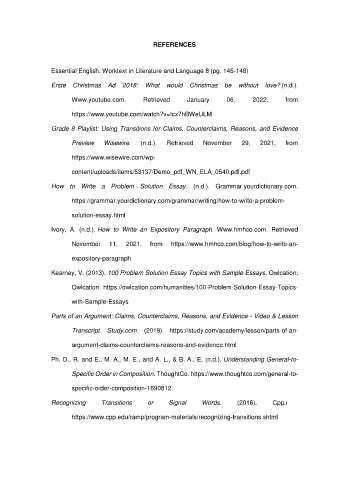 REFERENCES
Essential English: Worktext in Literature and Language 8 (pg. 145-148)
Erste Christmas Ad 2018: What would Christmas be without love? (n.d.).
Www.youtube.com. Retrieved January 06, 2022, from
https://www.youtube.com/watch?v=lcx7hBWeULM
Grade 8 Playlist: Using Transitions for Claims, Counterclaims, Reasons, and Evidence
Preview Wisewire. (n.d.). Retrieved November 29, 2021, from
https://www.wisewire.com/wp-
content/uploads/items/53137/Demo_pdf_WN_ELA_0540.pdf.pdf
How to Write a Problem Solution Essay. (n.d.). Grammar.yourdictionary.com.
https://grammar.yourdictionary.com/grammar/writing/how-to-write-a-problem-
solution-essay.html
Ivory, A. (n.d.). How to Write an Expository Paragraph. Www.hmhco.com. Retrieved
November 11, 2021, from https://www.hmhco.com/blog/how-to-write-an-
expository-paragraph
Kearney, V. (2013). 100 Problem Solution Essay Topics with Sample Essays. Owlcation;
Owlcation. https://owlcation.com/humanities/100-Problem-Solution-Essay-Topics-
with-Sample-Essays
Parts of an Argument: Claims, Counterclaims, Reasons, and Evidence - Video & Lesson
Transcript. Study.com. (2019). https://study.com/academy/lesson/parts-of-an-
argument-claims-counterclaims-reasons-and-evidence.html
Ph. D., R. and E., M. A., M. E., and A. L., & B. A., E. (n.d.). Understanding General-to-
Specific Order in Composition. ThoughtCo. https://www.thoughtco.com/general-to-
specific-order-composition-1690812
Recognizing Transitions or Signal Words. (2016). Cpp.r
https://www.cpp.edu/ramp/program-materials/recognizing-transitions.shtml